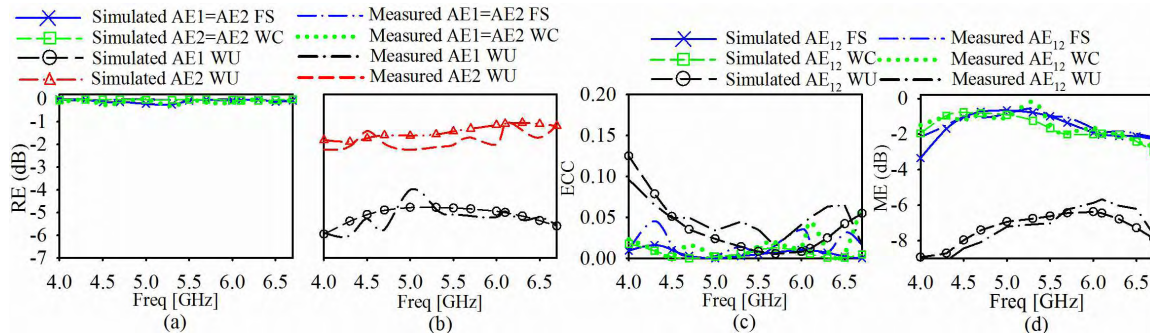 Simulated AE1=AE2 FS
Simulated AE2=AE2 WC
Simulated AE1 WU
Simulated AE2 WU
Measured AE1=AE2 FS
Measured AE1=AE2 WC
Measured AE1 WU
Measured AE2 WU
Simulated AE12 FS
Simulated AE12 WC
Simulated AE12 WU
Measured AE12 FS
Measured AE12 WC
Measured AE12 WU
RE (dB)
0
-1
-2
-3
-4
-5
-6
-7
4.0 4.5 5.0 5.5 6.0 6.5
Freq [GHz]
(a)
4.0 4.5 5.0 5.5 6.0 6.5
Freq [GHz]
(b)
ECC
0.20
0.15
0.10
0.05
0.00
4.0 4.5 5.0 5.5 6.0 6.5
Freq [GHz]
(c)
ME (dB)
0
-2
-4
-6
-8
4.0 4.5 5.0 5.5 6.0 6.5
Freq [GHz]
(d)